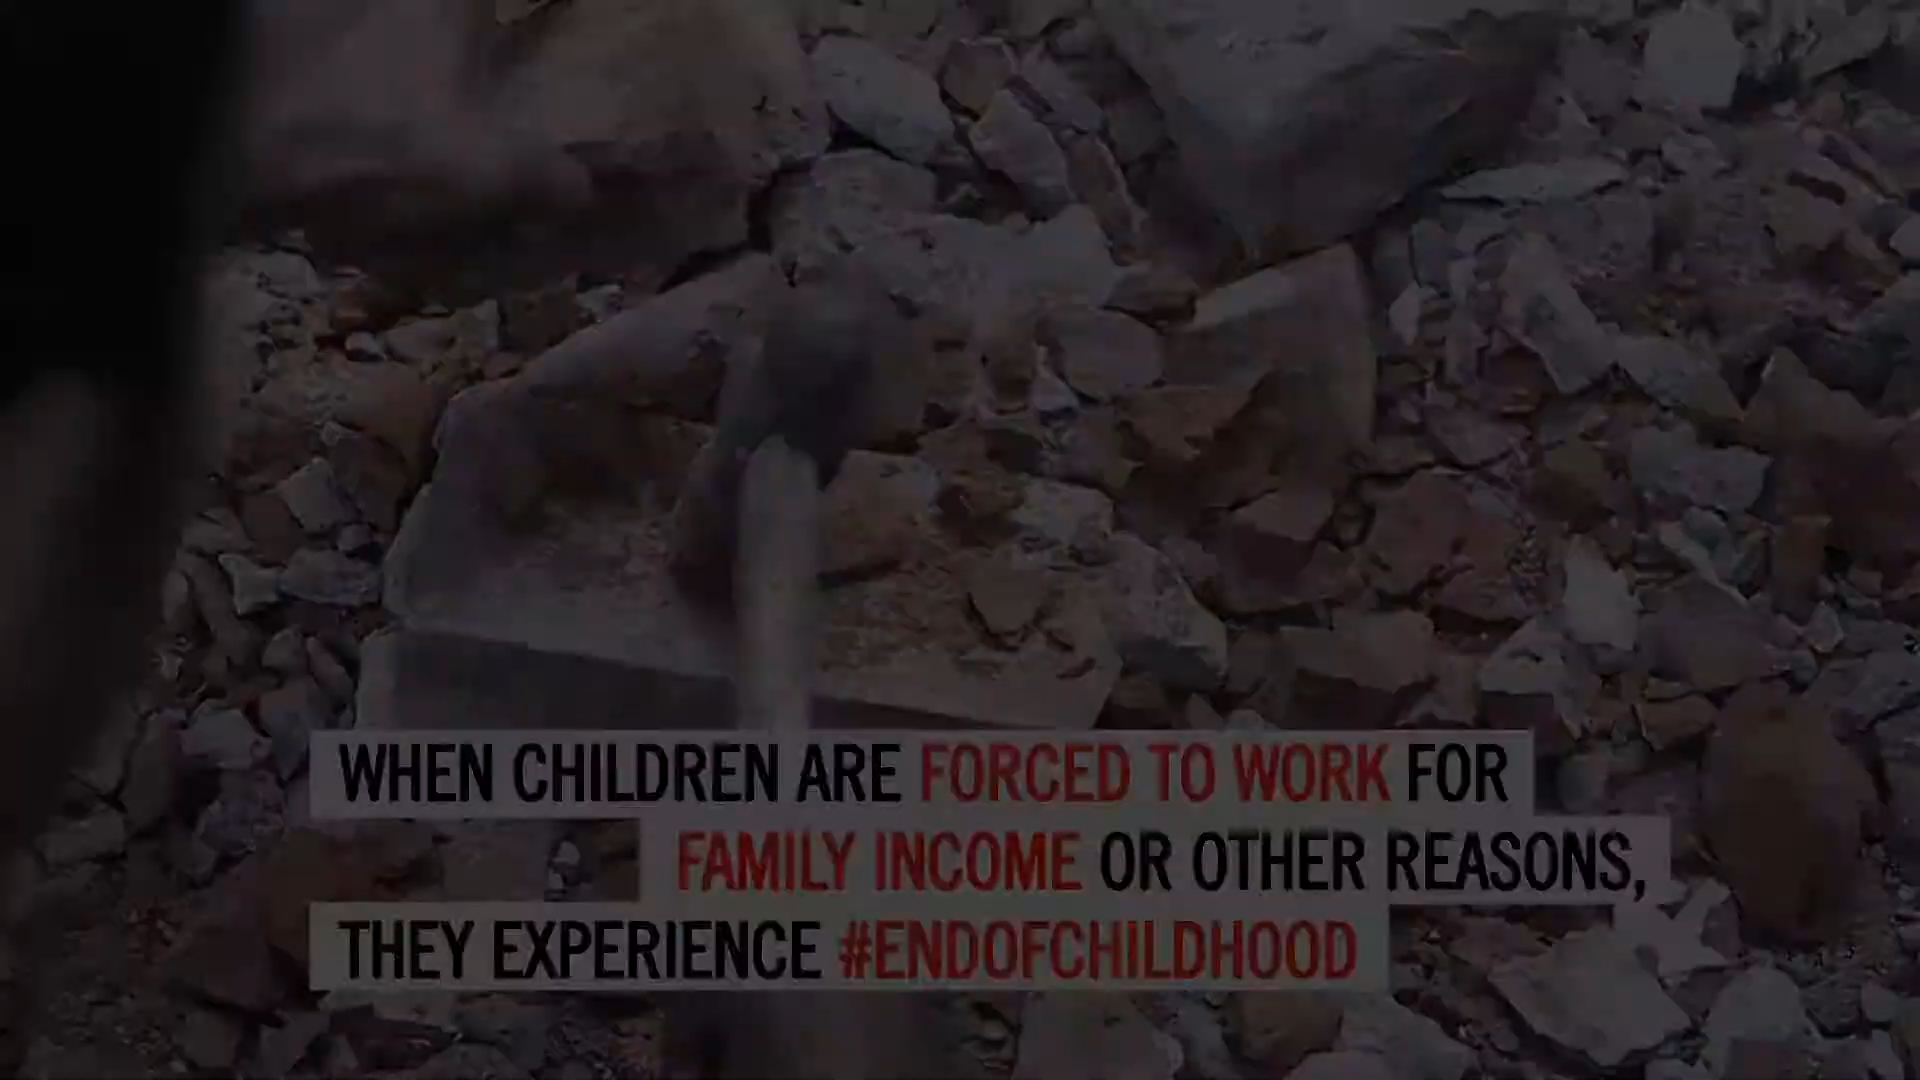 WHEN CHILDREN ARE FORCED TO WORK FOR
FAMILY INCOME OR OTHER REASONS,
THEY EXPERIENCE #ENDOFCHILDHOOD